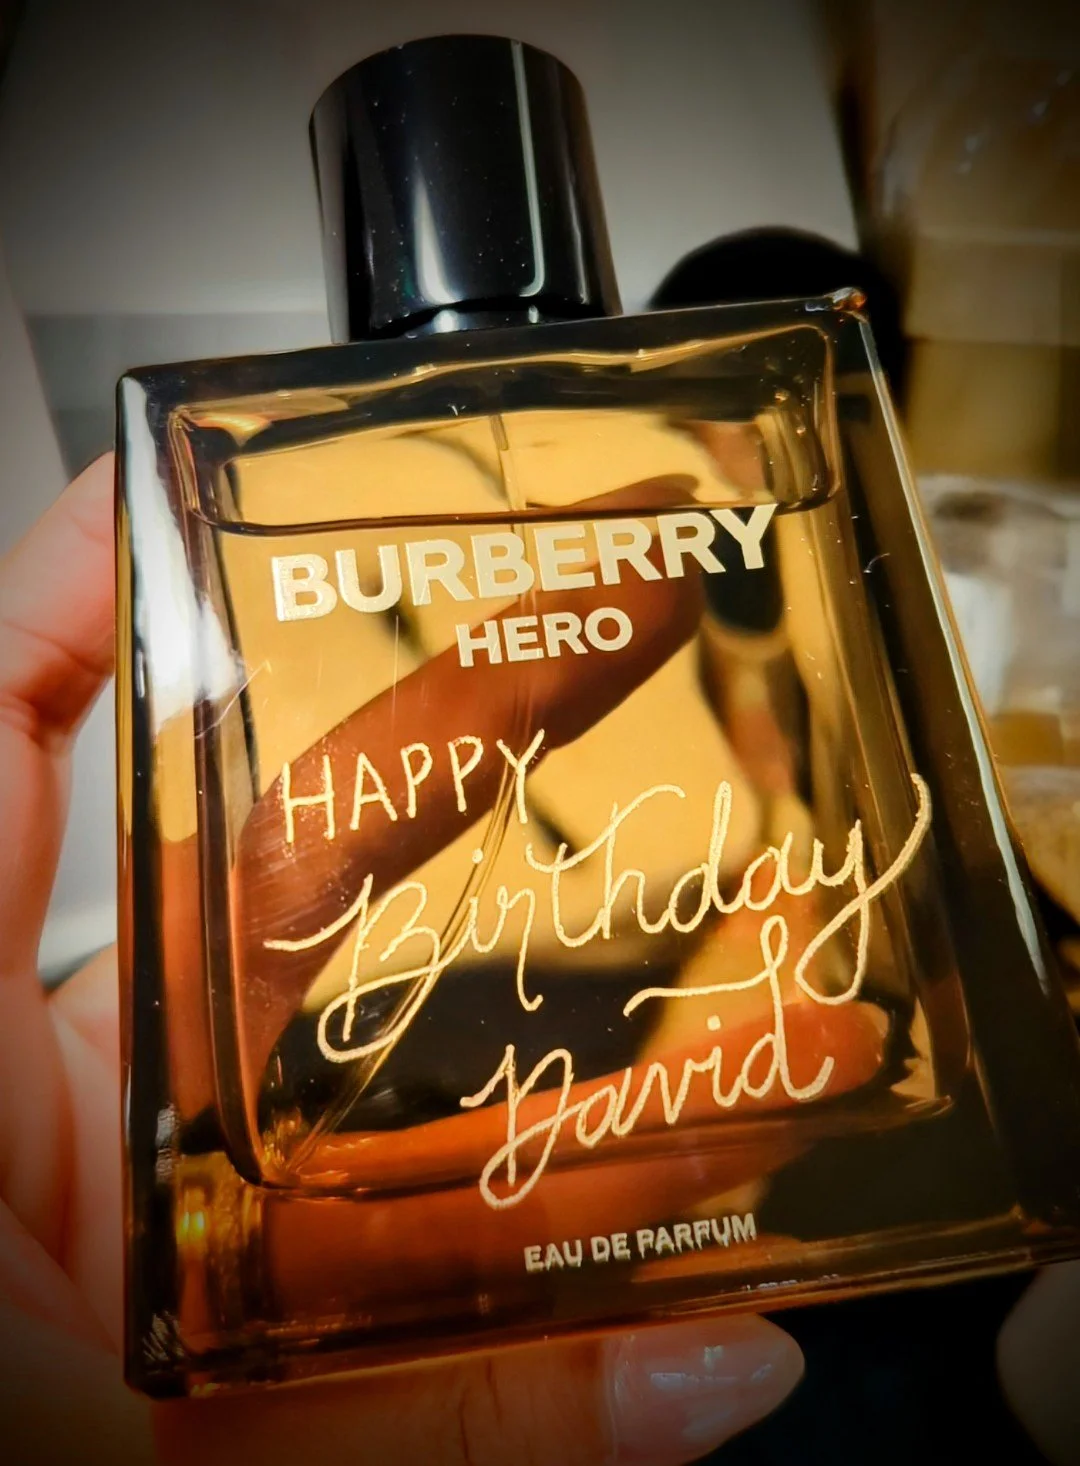 BURBERRY
HERO
HAPPY
Birthday
David
EAU DE PARFUM